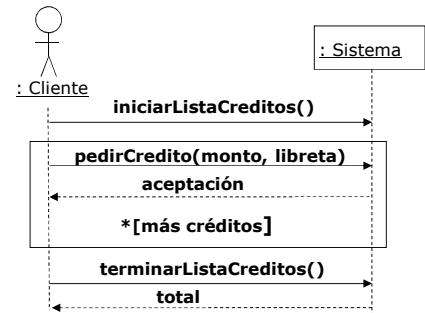 : Sistema
: Cliente
iniciarListaCreditos()
pedirCredito(monto, libreta)
aceptación
*[más créditos]
terminarListaCreditos()
total